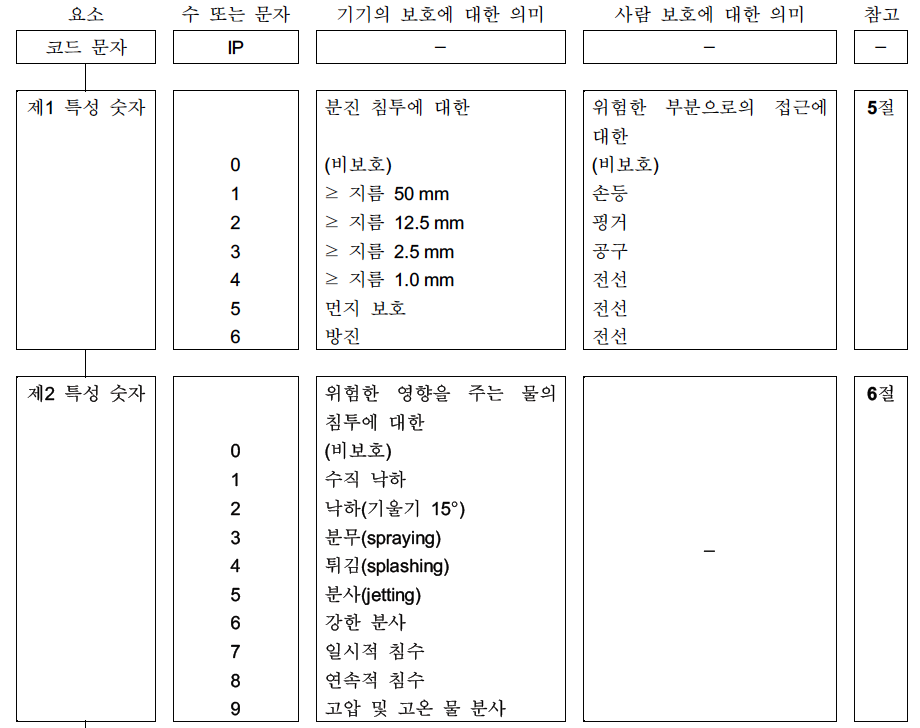 요소 수 또는 문자 기기의 보호에 대한 의미 사람 보호에 대한 의미 참고
코드 문자 IP – – –
제1 특성 숫자 분진 침투에 대한 위험한 부분으로의 접근에 5절
대한
0 (비보호) (비보호)
1 ≥ 지름 50 mm 손등
2 ≥ 지름 12.5 mm 핑거
3 ≥ 지름 2.5 mm 공구
4 ≥ 지름 1.0 mm 전선
5 먼지 보호 전선
6 방진 전선
제2 특성 숫자 위험한 영향을 주는 물의 6절
침투에 대한
0 (비보호)
1 수직 낙하
2 낙하(기울기 15°)
3 분무(spraying)
4 튀김(splashing)
5 분사(jetting)
6 강한 분사
7 일시적 침수
8 연속적 침수
9 고압 및 고온 물 분사
–